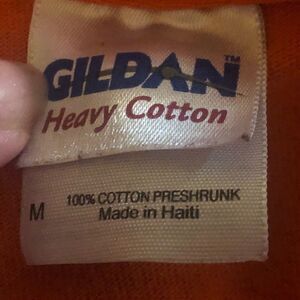 GILDAN™
Heavy Cotton
M
100% COTTON PRESHRUNK
Made in Haiti